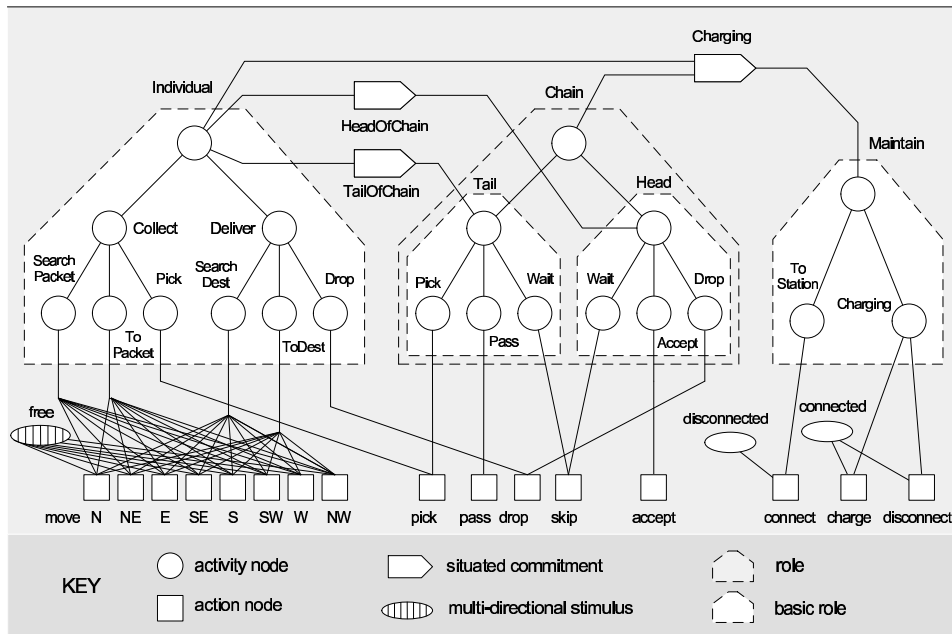 Charging
Individual
Chain
HeadOfChain
Maintain
TailOfChain
Tail
Head
Collect
Deliver
Search
Packet
Pick
Search
Dest
Drop
Pick
Wait
Wait
Drop
To
Station
Charging
To
Packet
ToDest
Pass
Accept
free
disconnected
connected
move N NE E SE S SW W NW pick pass drop skip accept connect charge disconnect
KEY
activity node
situated commitment
role
action node
multi-directional stimulus
basic role